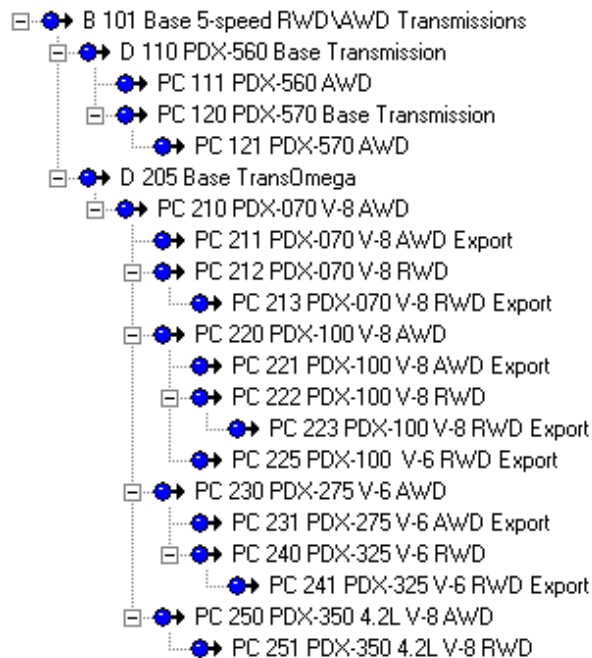 B 101 Base 5-speed RWD\AWD Transmissions
D 110 PDX-560 Base Transmission
PC 111 PDX-560 AWD
PC 120 PDX-570 Base Transmission
PC 121 PDX-570 AWD
D 205 Base TransOmega
PC 210 PDX-070 V-8 AWD
PC 211 PDX-070 V-8 AWD Export
PC 212 PDX-070 V-8 RWD
PC 213 PDX-070 V-8 RWD Export
PC 220 PDX-100 V-8 AWD
PC 221 PDX-100 V-8 AWD Export
PC 222 PDX-100 V-8 RWD
PC 223 PDX-100 V-8 RWD Export
PC 225 PDX-100  V-6 RWD Export
PC 230 PDX-275 V-6 AWD
PC 231 PDX-275 V-6 AWD Export
PC 240 PDX-325 V-6 RWD
PC 241 PDX-325 V-6 RWD Export
PC 250 PDX-350 4.2L V-8 AWD
PC 251 PDX-350 4.2L V-8 RWD